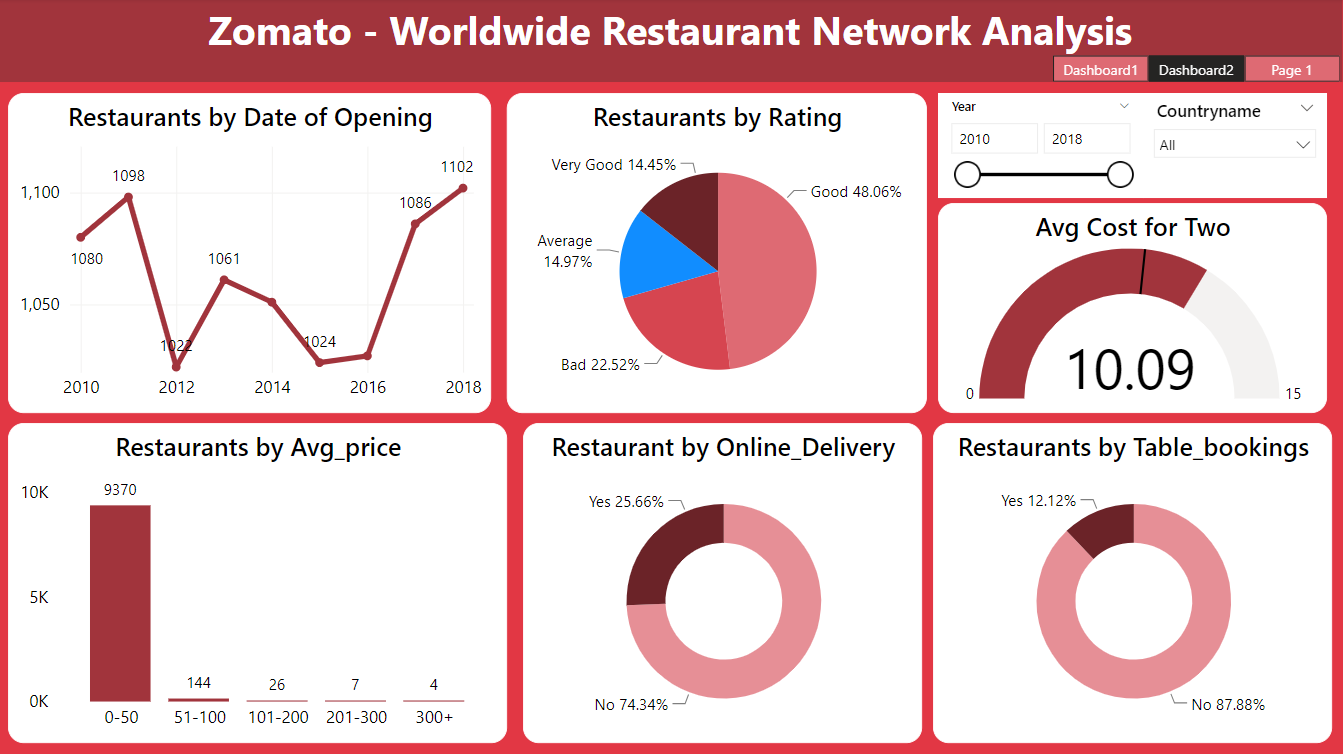 Zomato - Worldwide Restaurant Network Analysis
Dashboard1
Dashboard2
Page 1
Restaurants by Date of Opening
1,100
1,050
1080
1098
1022
1061
1024
1086
1102
2010
2012
2014
2016
2018
Restaurants by Rating
Very Good 14.45%
Good 48.06%
Average
14.97%
Bad 22.52%
Year
2010
2018
Countryname
All
Avg Cost for Two
10.09
0
15
Restaurants by Avg_price
10K
5K
0K
9370
144
26
7
4
0-50
51-100
101-200
201-300
300+
Restaurant by Online_Delivery
Yes 25.66%
No 74.34%
Restaurants by Table_bookings
Yes 12.12%
No 87.88%